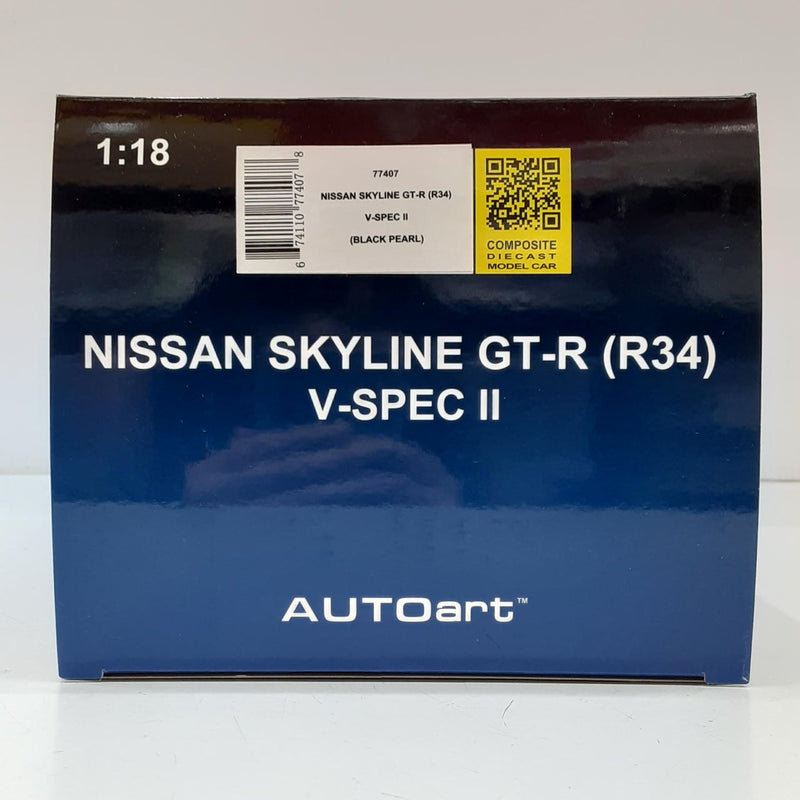 1:18
6 74110 77407 8
77407
NISSAN SKYLINE GT-R (R34)
V-SPEC II
(BLACK PEARL)
COMPOSITE
DIECAST
MODEL CAR
NISSAN SKYLINE GT-R (R34)
V-SPEC II
AUTOart™